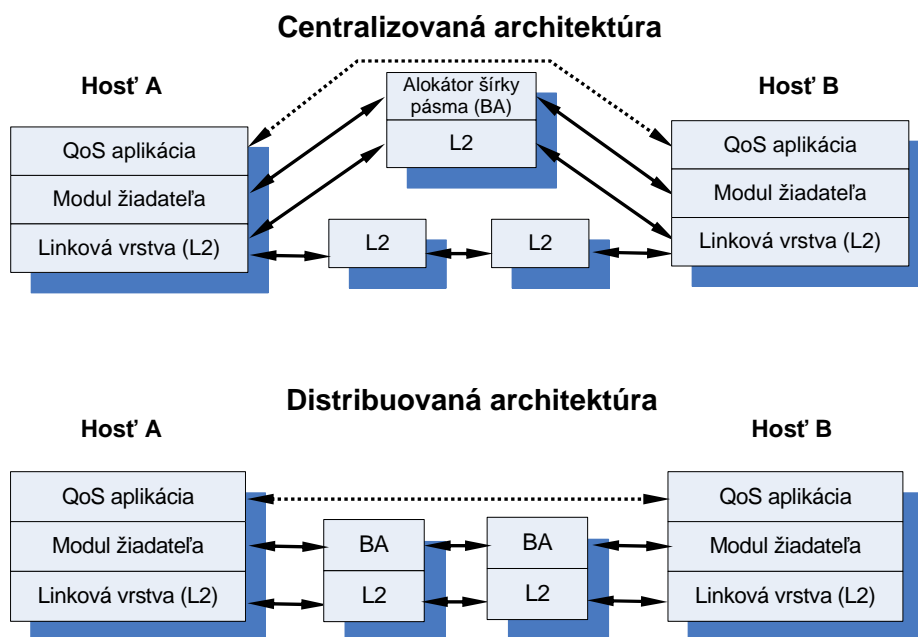 Centralizovaná architektúra
Hosť A
Alokátor šírky
pásma (BA)
L2
Hosť B
QoS aplikácia
Modul žiadateľa
Linková vrstva (L2)
L2
L2
QoS aplikácia
Modul žiadateľa
Linková vrstva (L2)
Distribuovaná architektúra
Hosť A
Hosť B
QoS aplikácia
Modul žiadateľa
Linková vrstva (L2)
BA
L2
BA
L2
QoS aplikácia
Modul žiadateľa
Linková vrstva (L2)